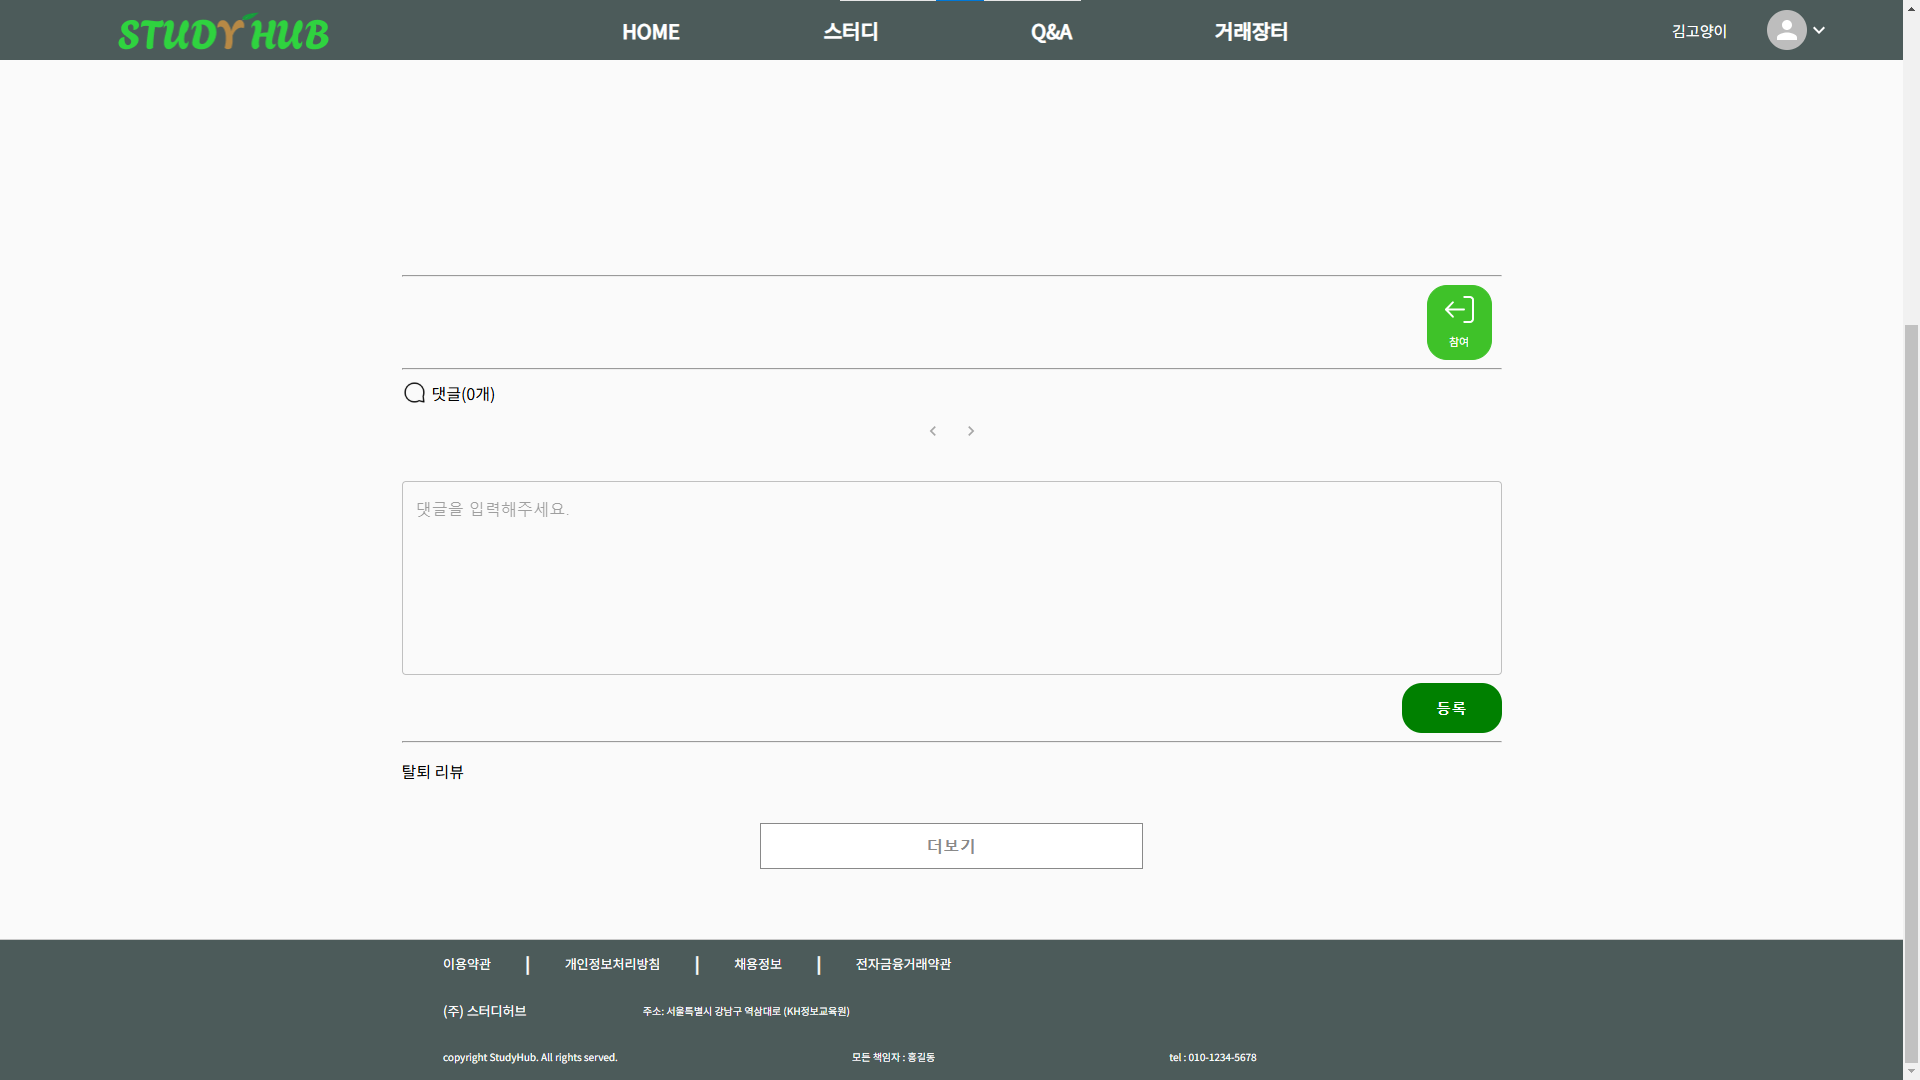 STUDYHUB HOME 스터디 Q&A 거래장터 김고양이
참여
댓글(0개)
댓글을 입력해주세요.
등록
탈퇴 리뷰
더보기
이용약관 | 개인정보처리방침 | 채용정보 | 전자금융거래약관
(주) 스터디허브 주소: 서울특별시 강남구 역삼대로 (KH정보교육원)
copyright StudyHub. All rights served. 모든 책임자 : 홍길동 tel : 010-1234-5678